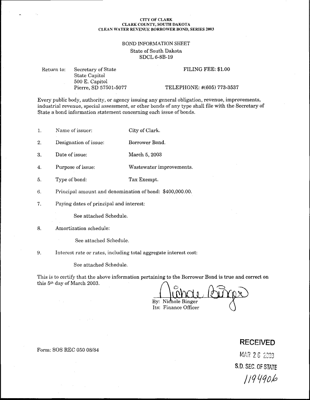 CITY OF CLARK
CLARK COUNTY, SOUTH DAKOTA
CLEAN WATER REVENUE BORROWER BOND, SERIES 2003
BOND INFORMATION SHEET
State of South Dakota
SDCL 6-8B-19
Return to: Secretary of State FILING FEE: $1.00
State Capitol
500 E. Capitol
Pierre, SD 57501-5077 TELEPHONE: #(605) 773-3537
Every public body, authority, or agency issuing any general obligation, revenue, improvements,
industrial revenue, special assessment, or other bonds of any type shall file with the Secretary of
State a bond information statement concerning each issue of bonds.
1. Name of issuer: City of Clark.
2. Designation of issue: Borrower Bond.
3. Date of issue: March 5, 2003
4. Purpose of issue: Wastewater improvements.
5. Type of bond: Tax Exempt.
6. Principal amount and denomination of bond: $400,000.00.
7. Paying dates of principal and interest:
See attached Schedule.
8. Amortization schedule:
See attached Schedule.
9. Interest rate or rates, including total aggregate interest cost:
See attached Schedule.
This is to certify that the above information pertaining to the Borrower Bond is true and correct on
this 5th day of March 2003.
Nichole Binger
By: Nichole Binger
Its: Finance Officer
RECEIVED
MAR 20 2003
S.D. SEC. OF STATE
1194906
Form: SOS REC 050 08/84